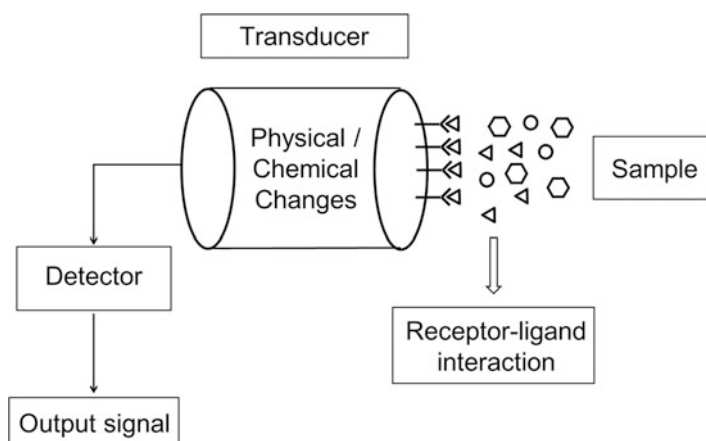 Transducer
Physical /
Chemical
Changes
Sample
Detector
Receptor-ligand
interaction
Output signal